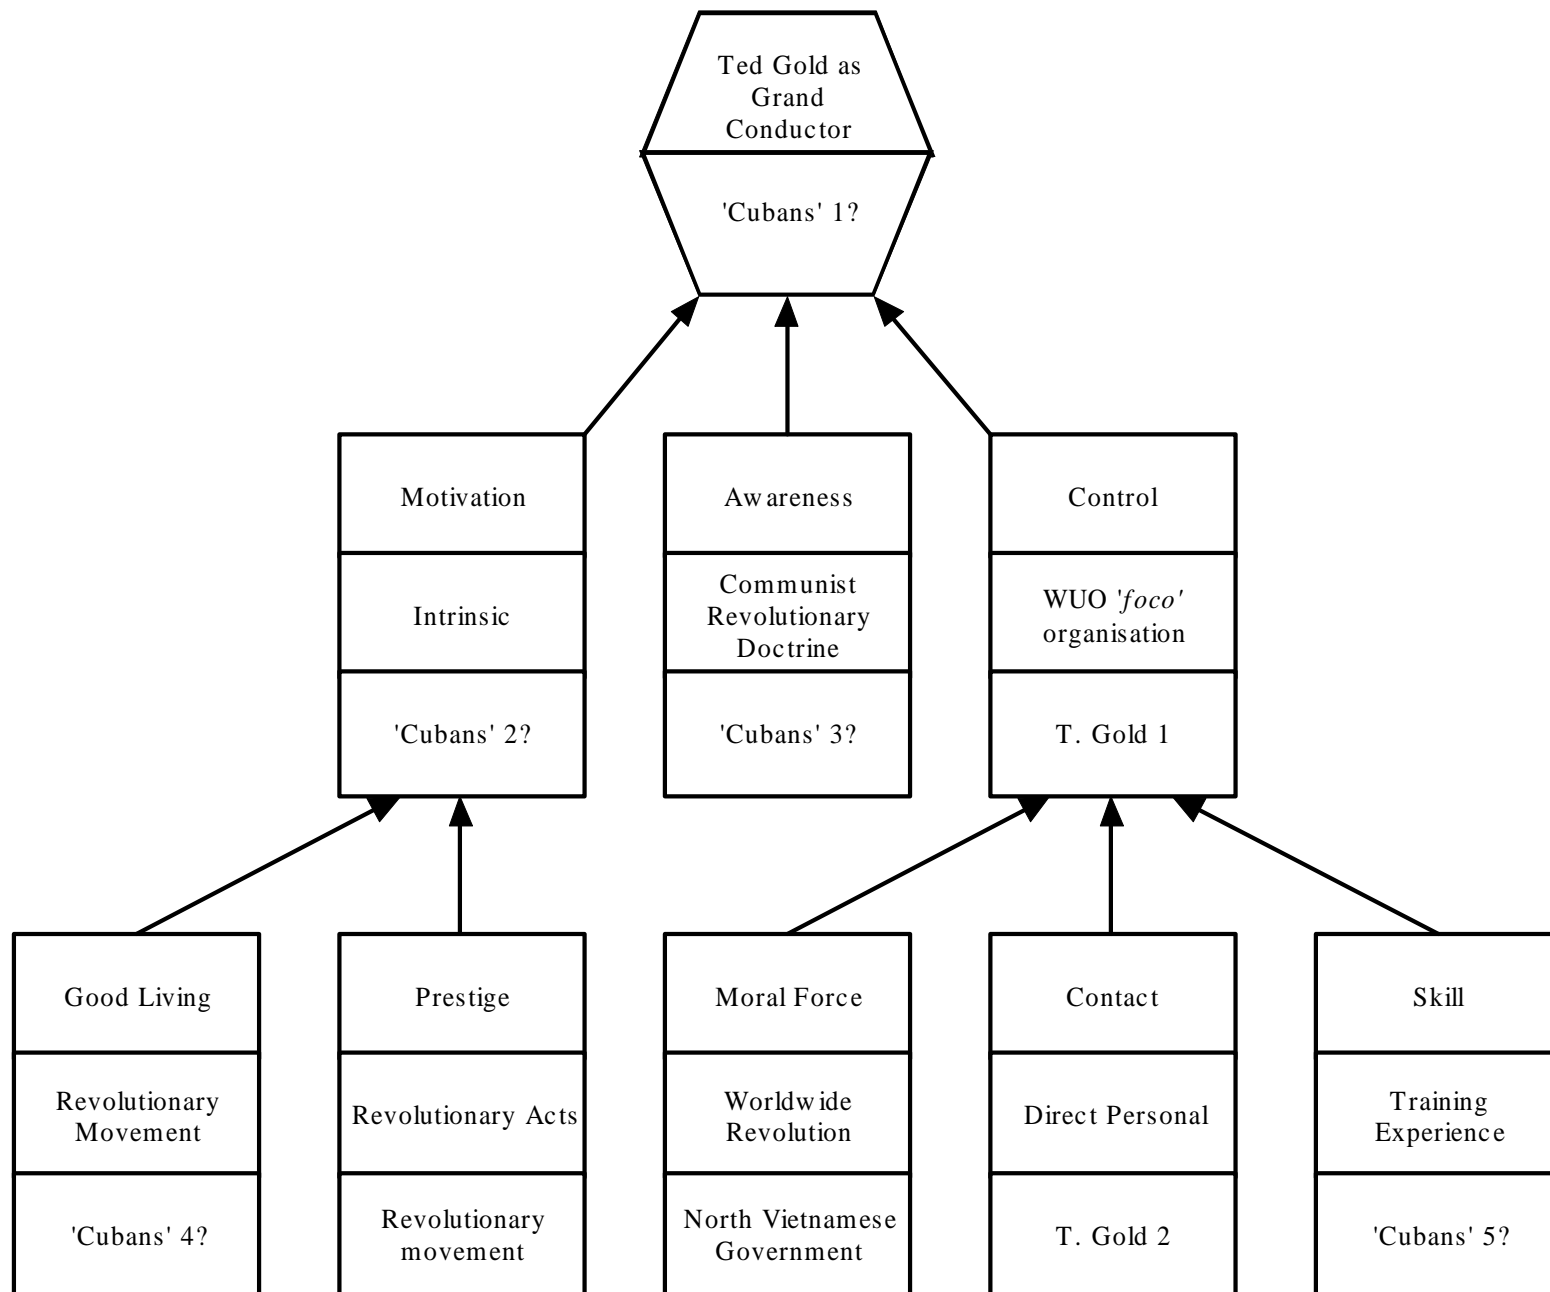 Ted Gold as
Grand
Conductor
'Cubans' 1?
Motivation
Intrinsic
'Cubans' 2?
Awareness
Communist
Revolutionary
Doctrine
'Cubans' 3?
Control
WUO 'foco'
organisation
T. Gold 1
Good Living
Revolutionary
Movement
'Cubans' 4?
Prestige
Revolutionary Acts
Revolutionary
movement
Moral Force
Worldwide
Revolution
North Vietnamese
Government
Contact
Direct Personal
T. Gold 2
Skill
Training
Experience
'Cubans' 5?